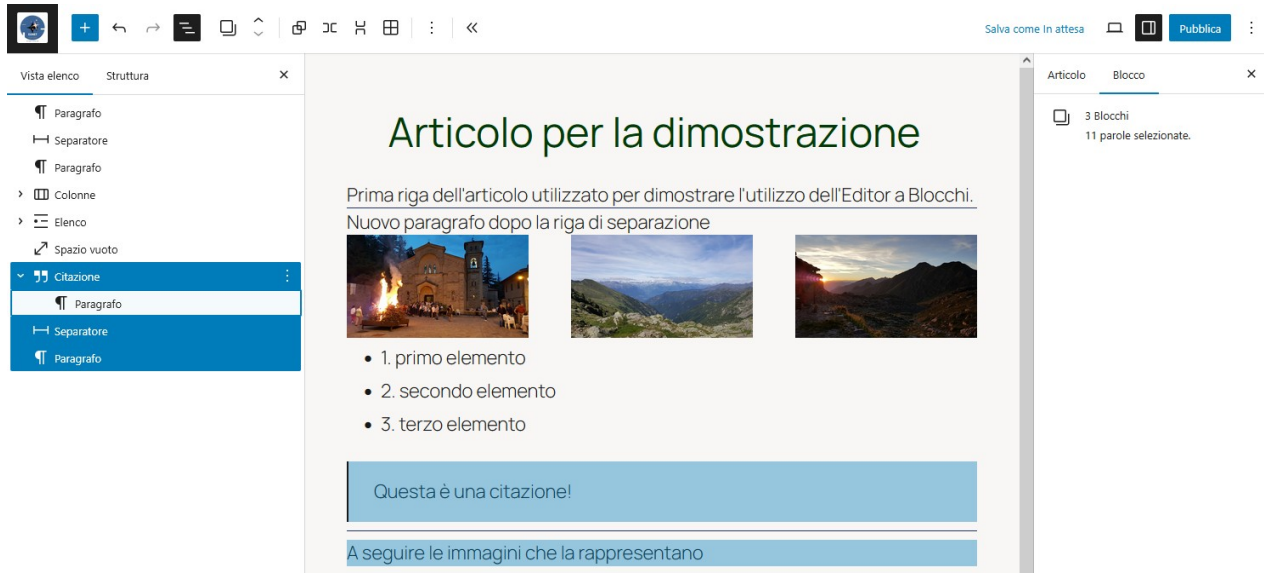 Salva come In attesa
Pubblica
Vista elenco
Struttura
Paragrafo
Separatore
Paragrafo
Colonne
Elenco
Spazio vuoto
Citazione
Paragrafo
Separatore
Paragrafo
Articolo per la dimostrazione
Prima riga dell'articolo utilizzato per dimostrare l'utilizzo dell'Editor a Blocchi.
Nuovo paragrafo dopo la riga di separazione
1. primo elemento
2. secondo elemento
3. terzo elemento
Questa è una citazione!
A seguire le immagini che la rappresentano
Articolo
Blocco
3 Blocchi
11 parole selezionate.